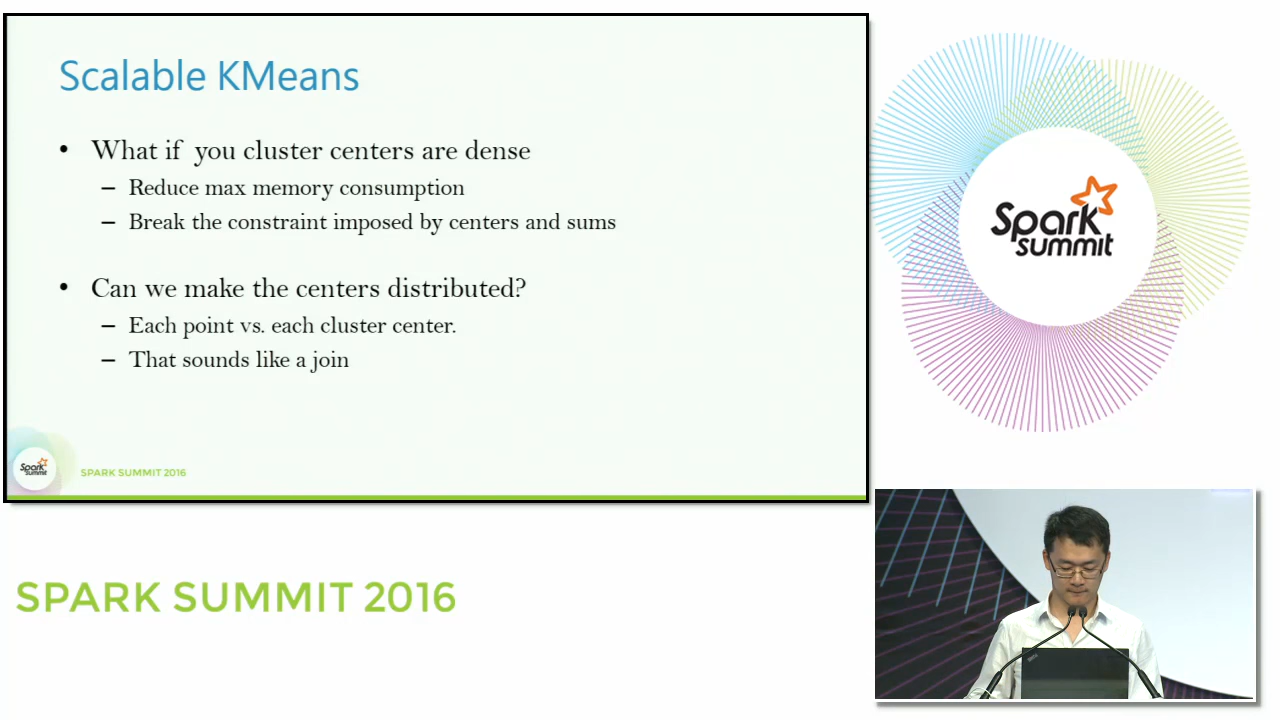 Scalable KMeans
• What if you cluster centers are dense
– Reduce max memory consumption
– Break the constraint imposed by centers and sums
• Can we make the centers distributed?
– Each point vs. each cluster center.
– That sounds like a join
Spark
summit
SPARK SUMMIT 2016
Spark
summit
SPARK SUMMIT 2016